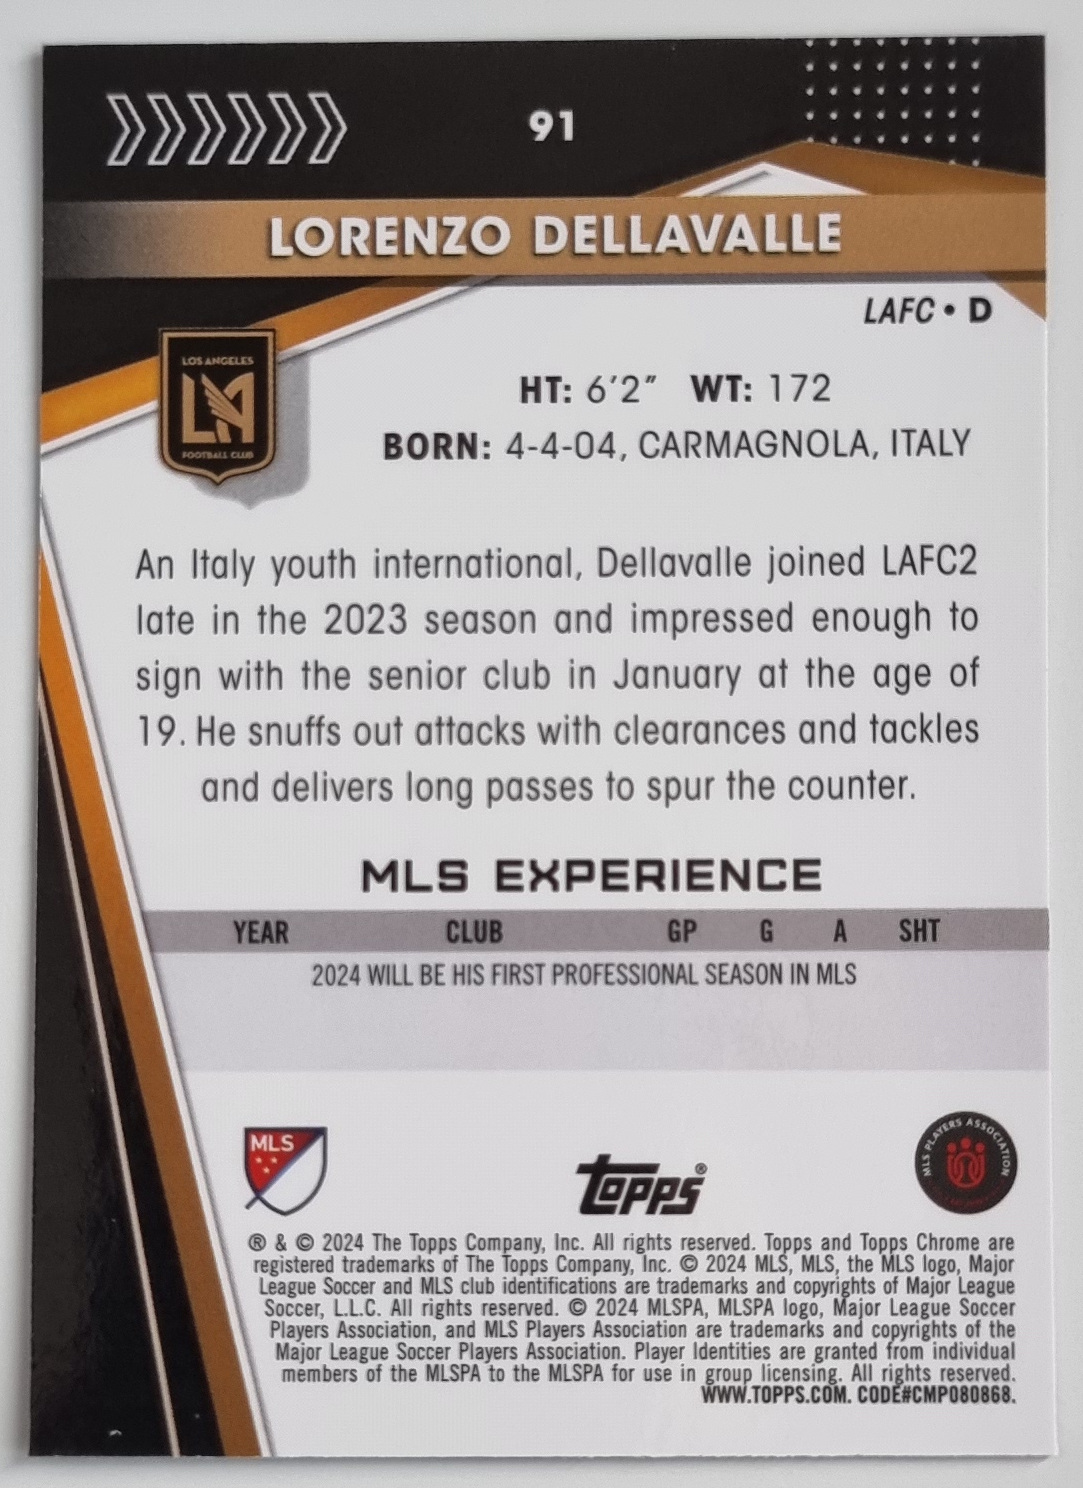 91
LORENZO DELLAVALLE
LAFC • D
LOS ANGELES
LA
FOOTBALL CLUB
HT: 6'2" WT: 172
BORN: 4-4-04, CARMAGNOLA, ITALY
An Italy youth international, Dellavalle joined LAFC2
late in the 2023 season and impressed enough to
sign with the senior club in January at the age of
19. He snuffs out attacks with clearances and tackles
and delivers long passes to spur the counter.
MLS EXPERIENCE
YEAR CLUB GP G A SHT
2024 WILL BE HIS FIRST PROFESSIONAL SEASON IN MLS
MLS
Topps®
MLS PLAYERS ASSOCIATION
® & © 2024 The Topps Company, Inc. All rights reserved. Topps and Topps Chrome are
registered trademarks of The Topps Company, Inc. © 2024 MLS, MLS, the MLS logo, Major
League Soccer and MLS club identifications are trademarks and copyrights of Major League
Soccer, L.L.C. All rights reserved. © 2024 MLSPA, MLSPA logo, Major League Soccer
Players Association, and MLS Players Association are trademarks and copyrights of the
Major League Soccer Players Association. Player Identities are granted from individual
members of the MLSPA to the MLSPA for use in group licensing. All rights reserved.
WWW.TOPPS.COM. CODE#CMP080868.